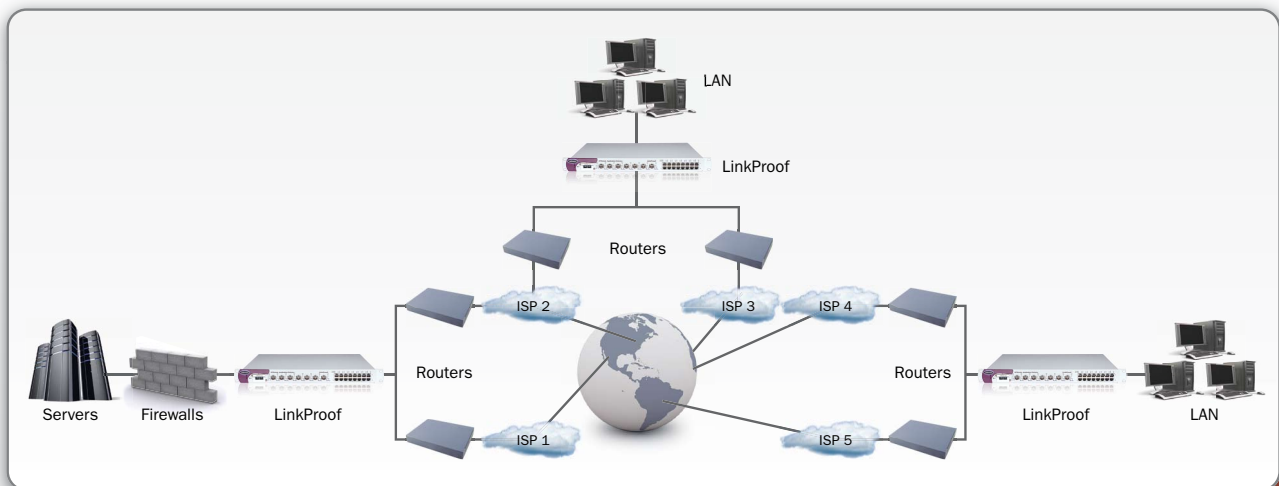 LAN
LinkProof
Routers
ISP 2
ISP 3
ISP 4
Routers
Routers
Servers
Firewalls
LinkProof
LinkProof
LAN
ISP 1
ISP 5